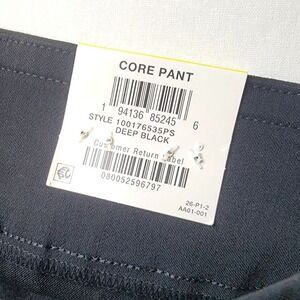 CORE PANT
1 94136 85245 6
STYLE 100176535PS
DEEP BLACK
Customer Return Label
080052596797
26-P1-2
AA01-001